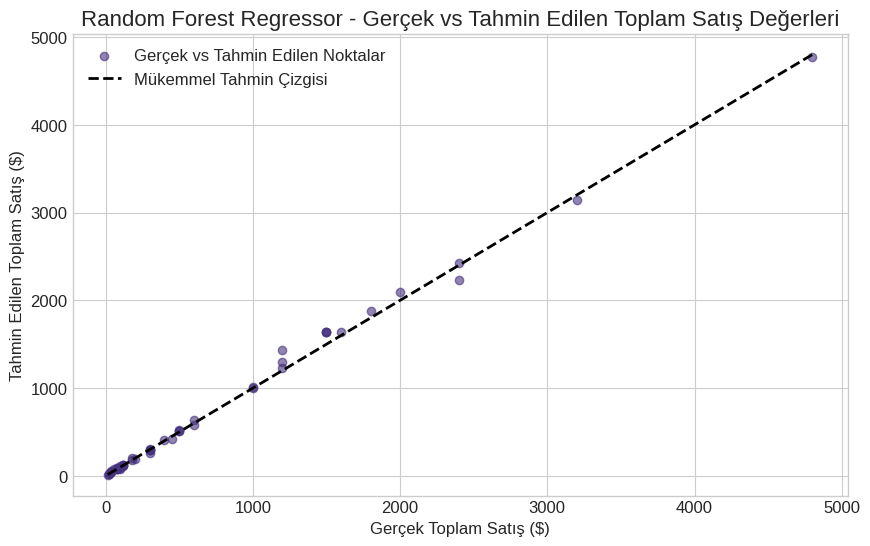 Random Forest Regressor - Gerçek vs Tahmin Edilen Toplam Satış Değerleri
Gerçek vs Tahmin Edilen Noktalar
Mükemmel Tahmin Çizgisi
Tahmin Edilen Toplam Satış ($)
5000
4000
3000
2000
1000
0
0 1000 2000 3000 4000 5000
Gerçek Toplam Satış ($)